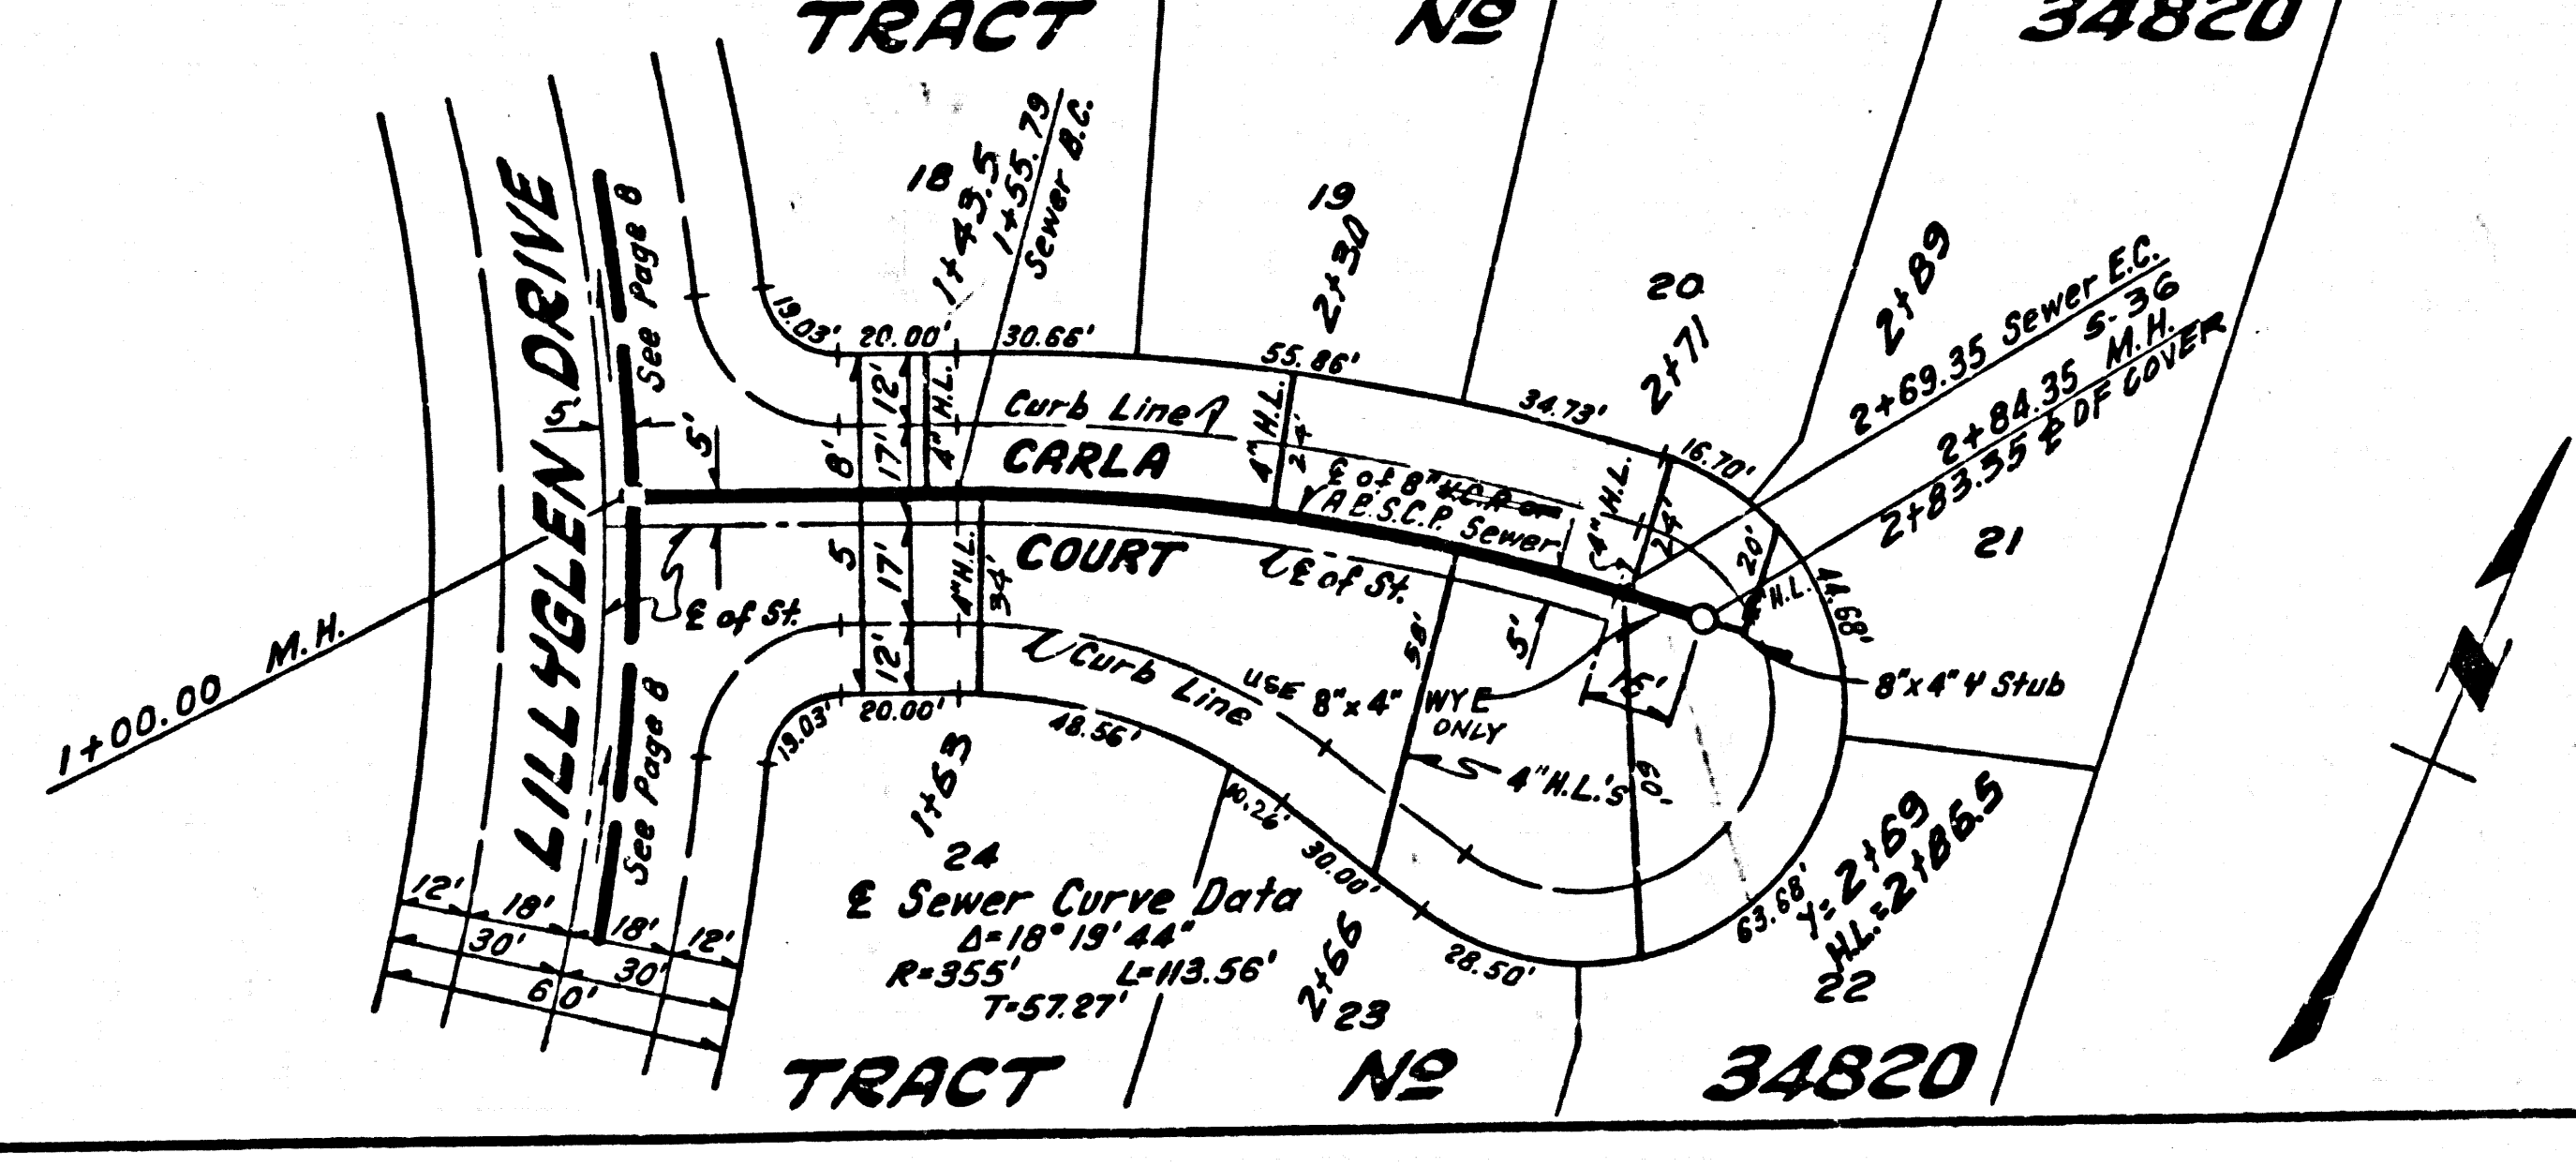 TRACT Nº 34820
18
1+43.5
1+55.79
Sewer B.C.
19
2+30
20
2+71
2+89
2+69.35 Sewer E.C.
5-36
2+84.35 M.H.
2+83.35 ℄ OF COVER
21
LILLYGLEN DRIVE
See Page 8
5'
5'
19.03'
20.00'
30.66'
55.86'
34.73'
16.70'
44.68'
12'
17'
8'
4" H.L.
Curb Line
CARLA
4" H.L.
24'
℄ of 8" V.C.P. or
A.B.S.C.P. Sewer
4" H.L.
24'
20'
4" H.L.
5
17'
12'
4" H.L.
34'
COURT
℄ of St.
℄ of St.
1+00.00 M.H.
Curb Line
USE 8"x4" WYE
ONLY
58'
5'
15'
8"x4" Y Stub
4" H.L.'s
60'
See Page 8
19.03'
20.00'
48.56'
10.26'
30.00'
28.50'
63.68'
1+63
24
℄ Sewer Curve Data
Δ=18°19'44"
R=355' L=113.56'
T=57.27'
2+66
23
Y=2+69
H.L.=2+86.5
22
12' 18' 18' 12'
30' 30'
60'
N
TRACT Nº 34820